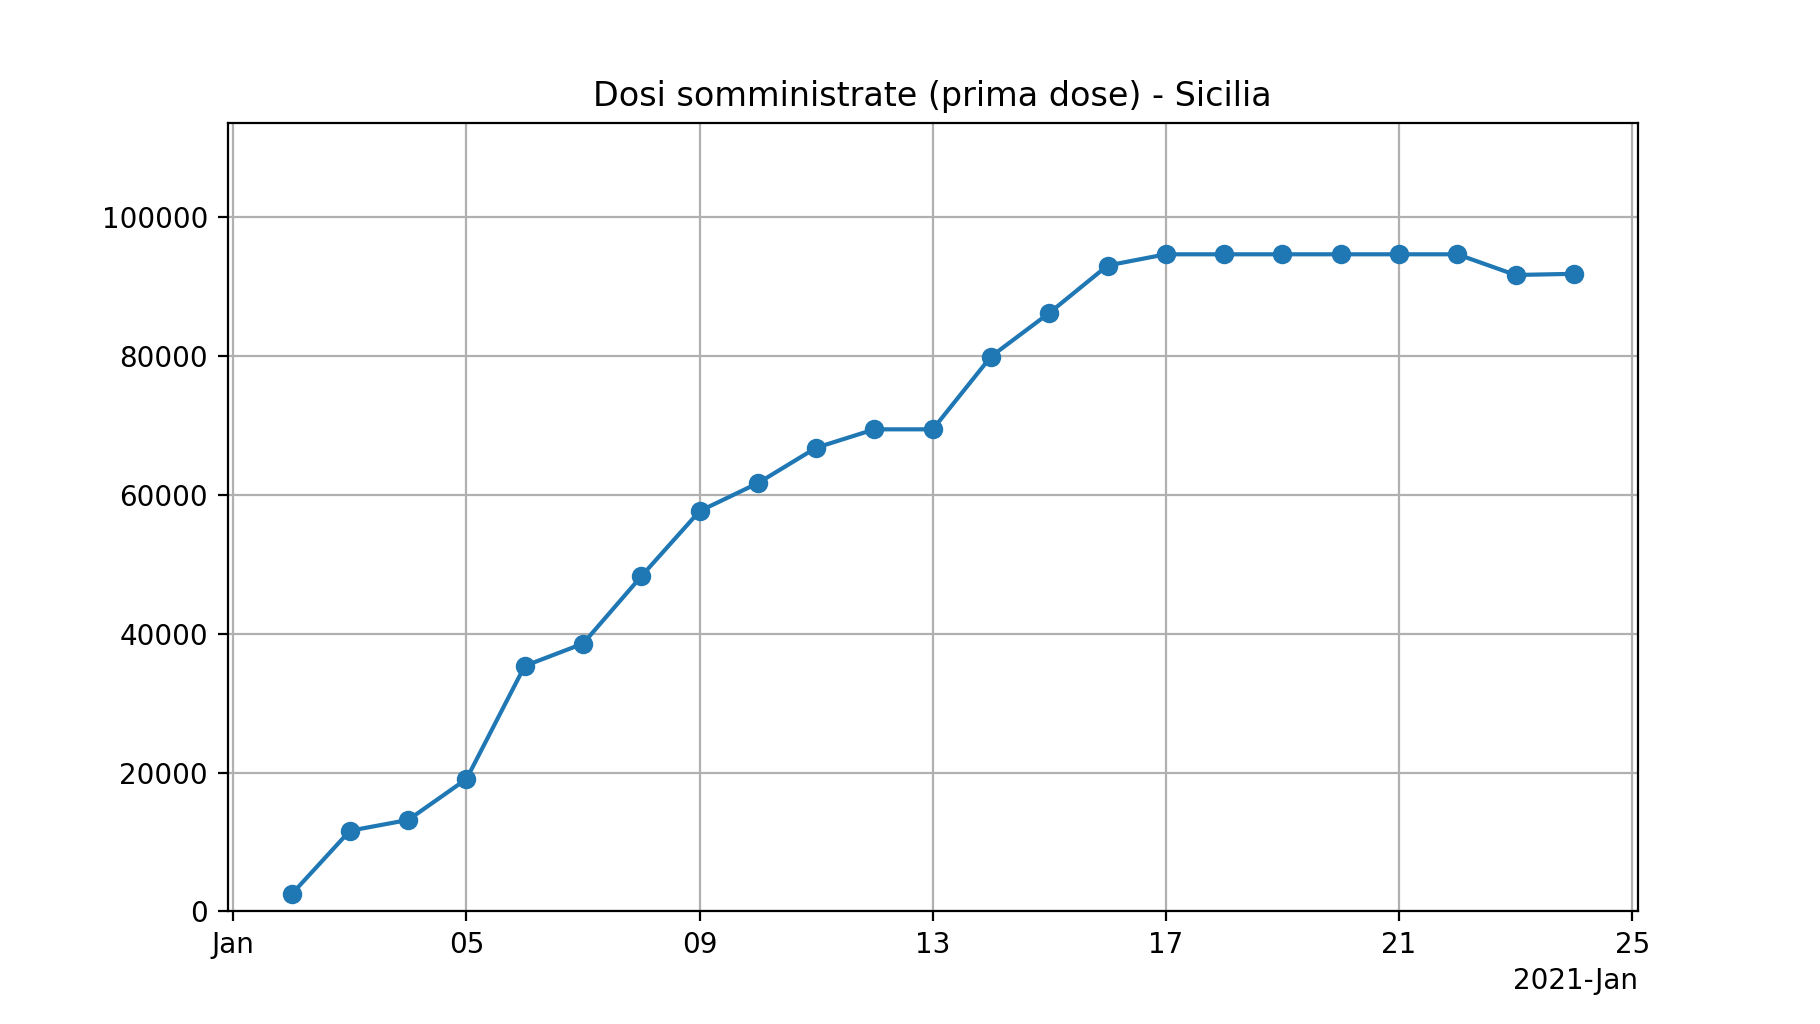 Dosi somministrate (prima dose) - Sicilia
100000
80000
60000
40000
20000
0
Jan 05 09 13 17 21 25
2021-Jan